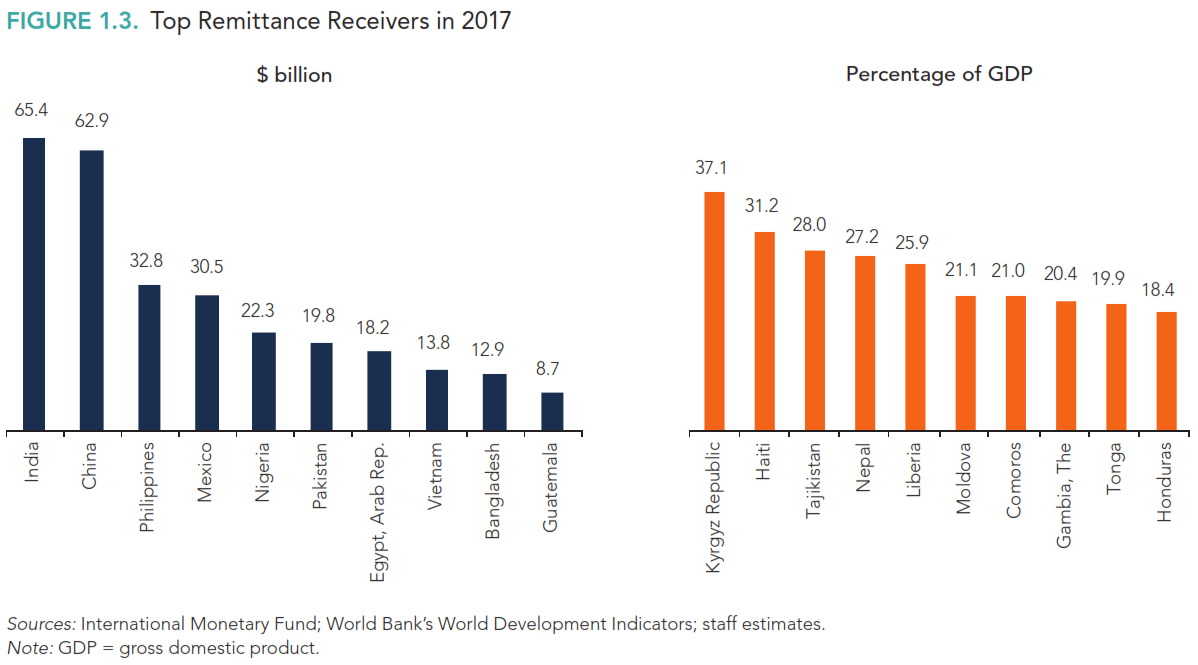 FIGURE 1.3. Top Remittance Receivers in 2017
$ billion
65.4
62.9
32.8
30.5
22.3
19.8
18.2
13.8
12.9
8.7
India
China
Philippines
Mexico
Nigeria
Pakistan
Egypt, Arab Rep.
Vietnam
Bangladesh
Guatemala
Percentage of GDP
37.1
31.2
28.0
27.2
25.9
21.1
21.0
20.4
19.9
18.4
Kyrgyz Republic
Haiti
Tajikistan
Nepal
Liberia
Moldova
Comoros
Gambia, The
Tonga
Honduras
Sources: International Monetary Fund; World Bank’s World Development Indicators; staff estimates.
Note: GDP = gross domestic product.